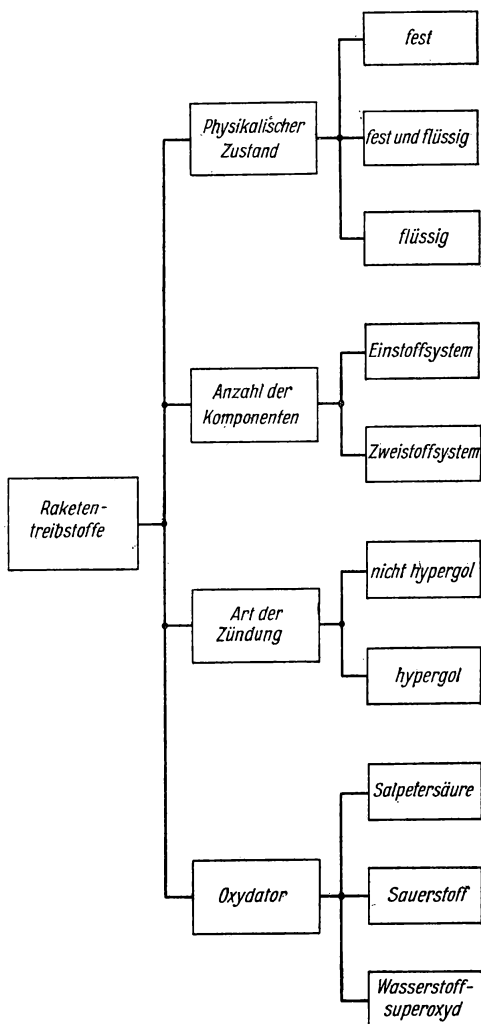 fest
Physikalischer
Zustand
fest und flüssig
flüssig
Einstoffsystem
Anzahl der
Komponenten
Zweistoffsystem
Raketen-
treibstoffe
nicht hypergol
Art der
Zündung
hypergol
Salpetersäure
Oxydator
Sauerstoff
Wasserstoff-
superoxyd